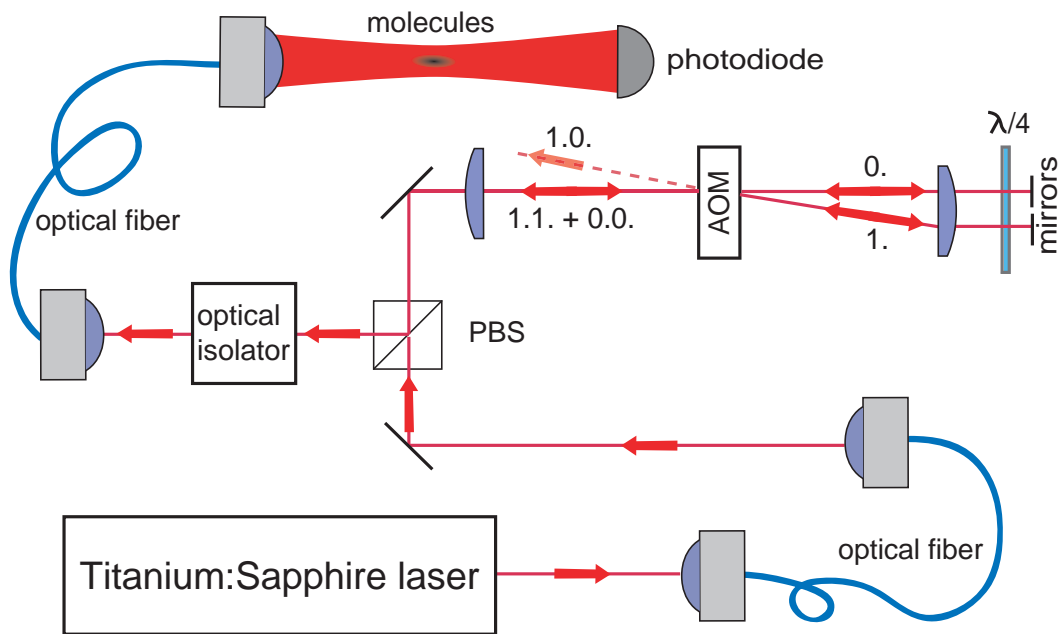 molecules
photodiode
λ/4
1.0.
0.
mirrors
AOM
optical fiber
1.1. + 0.0.
1.
optical
isolator
PBS
optical fiber
Titanium:Sapphire laser